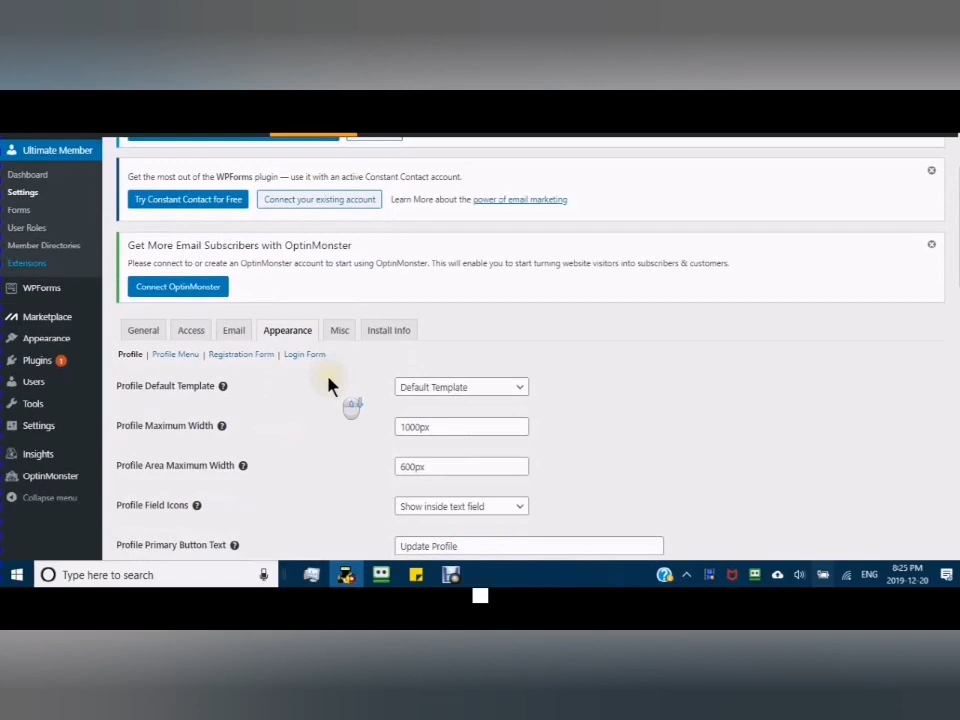 Ultimate Member
Dashboard
Settings
Forms
User Roles
Member Directories
Extensions
WPForms
Marketplace
Appearance
Plugins 1
Users
Tools
Settings
Insights
OptinMonster
Collapse menu
Get the most out of the WPForms plugin — use it with an active Constant Contact account.
Try Constant Contact for Free Connect your existing account Learn More about the power of email marketing
Get More Email Subscribers with OptinMonster
Please connect to or create an OptinMonster account to start using OptinMonster. This will enable you to start turning website visitors into subscribers & customers.
Connect OptinMonster
General Access Email Appearance Misc Install Info
Profile | Profile Menu | Registration Form | Login Form
Profile Default Template ? Default Template
Profile Maximum Width ? 1000px
Profile Area Maximum Width ? 600px
Profile Field Icons ? Show inside text field
Profile Primary Button Text ? Update Profile
Type here to search
ENG
8:25 PM
2019-12-20